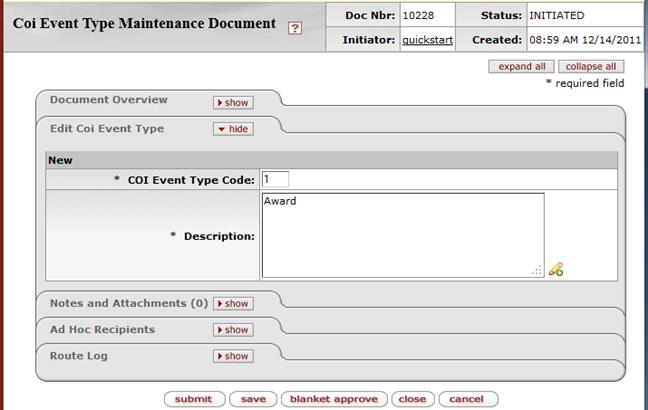 Coi Event Type Maintenance Document ?
Doc Nbr: 10228 Status: INITIATED
Initiator: quickstart Created: 08:59 AM 12/14/2011
expand all collapse all
* required field
Document Overview show
Edit Coi Event Type hide
New
* COI Event Type Code: 1
* Description: Award
Notes and Attachments (0) show
Ad Hoc Recipients show
Route Log show
submit save blanket approve close cancel